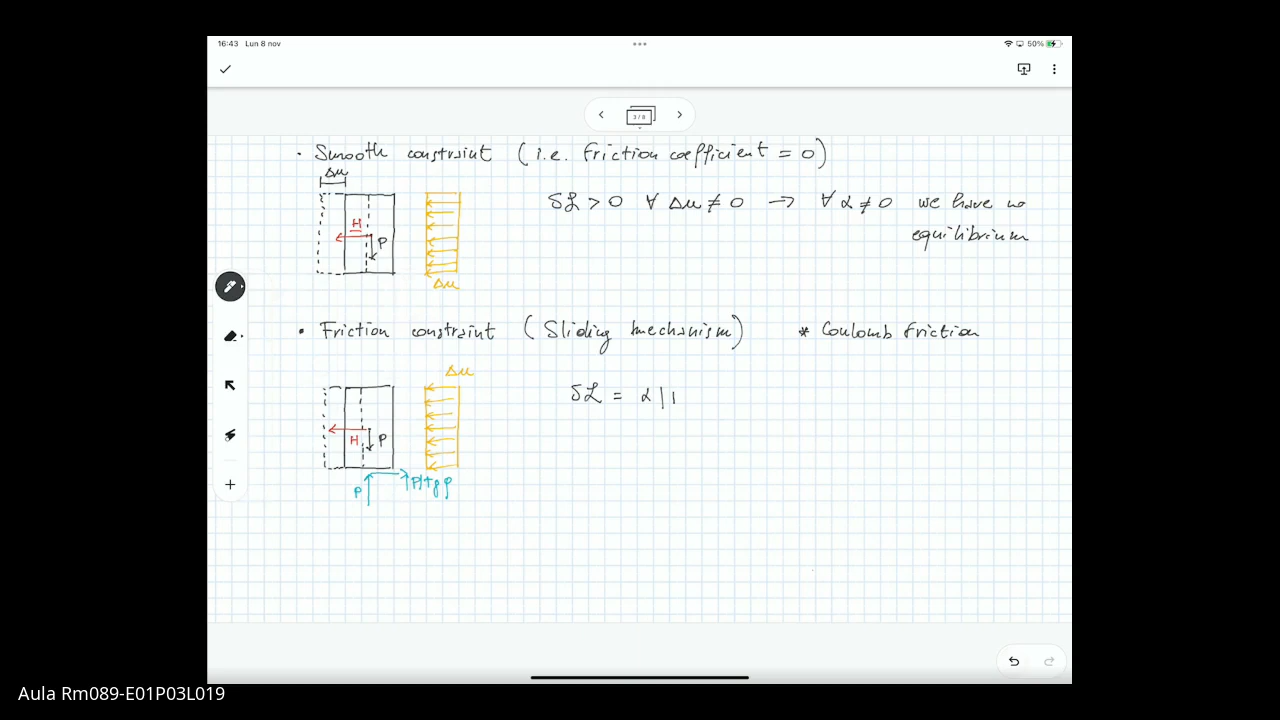 16:43 Lun 8 nov
50%
3 / 8
• Smooth constraint (i.e. Friction coefficient = 0)
Δu
δL > 0 ∀ Δu ≠ 0 → ∀ α ≠ 0 we have no
equilibrium
H
P
Δu
• Friction constraint (Sliding mechanism) * Coulomb friction
Δu
δL = α |
H
P
P
P tg φ
Aula Rm089-E01P03L019